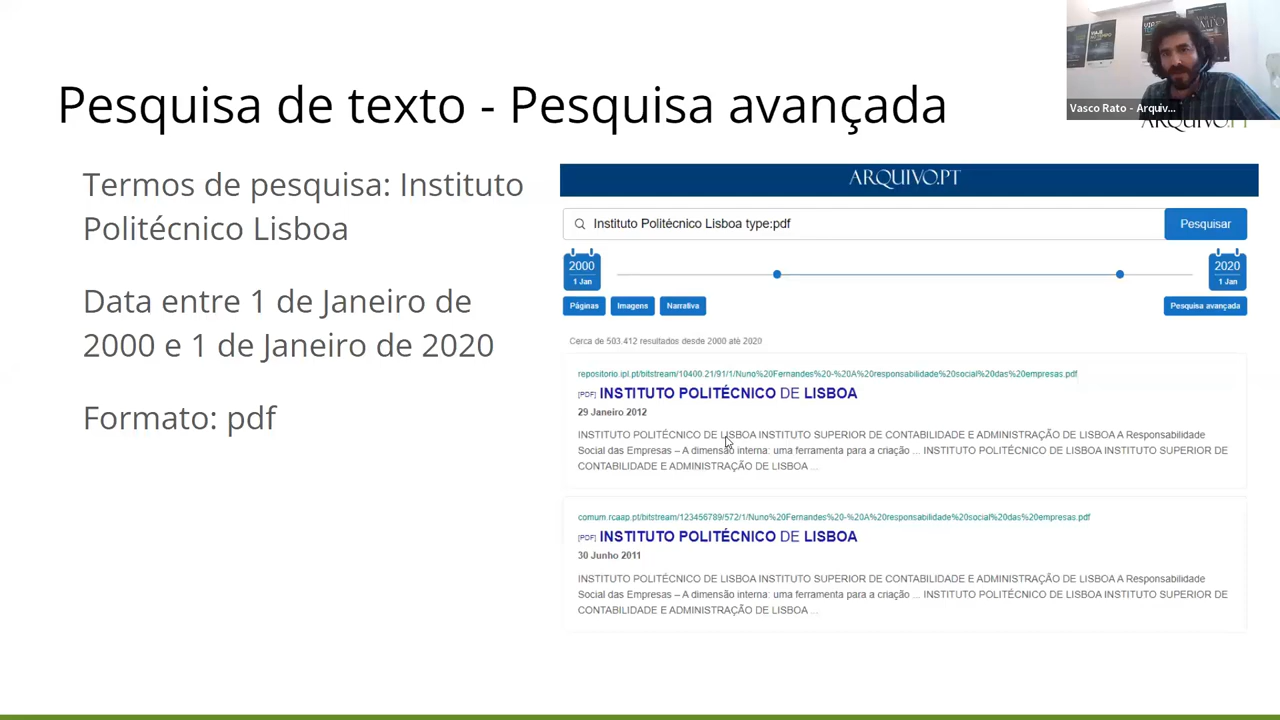 Pesquisa de texto - Pesquisa avançada
Vasco Rato - Arquiv...
ARQUIVO.PT
Termos de pesquisa: Instituto
Politécnico Lisboa
Data entre 1 de Janeiro de
2000 e 1 de Janeiro de 2020
Formato: pdf
ARQUIVO.PT
Instituto Politécnico Lisboa type:pdf
Pesquisar
2000
1 Jan
2020
1 Jan
Páginas
Imagens
Narrativa
Pesquisa avançada
Cerca de 503.412 resultados desde 2000 até 2020
repositorio.ipl.pt/bitstream/10400.21/91/1/Nuno%20Fernandes%20-%20A%20responsabilidade%20social%20das%20empresas.pdf
[PDF] INSTITUTO POLITÉCNICO DE LISBOA
29 Janeiro 2012
INSTITUTO POLITÉCNICO DE LISBOA INSTITUTO SUPERIOR DE CONTABILIDADE E ADMINISTRAÇÃO DE LISBOA A Responsabilidade
Social das Empresas – A dimensão interna: uma ferramenta para a criação ... INSTITUTO POLITÉCNICO DE LISBOA INSTITUTO SUPERIOR DE
CONTABILIDADE E ADMINISTRAÇÃO DE LISBOA ...
comum.rcaap.pt/bitstream/123456789/572/1/Nuno%20Fernandes%20-%20A%20responsabilidade%20social%20das%20empresas.pdf
[PDF] INSTITUTO POLITÉCNICO DE LISBOA
30 Junho 2011
INSTITUTO POLITÉCNICO DE LISBOA INSTITUTO SUPERIOR DE CONTABILIDADE E ADMINISTRAÇÃO DE LISBOA A Responsabilidade
Social das Empresas – A dimensão interna: uma ferramenta para a criação ... INSTITUTO POLITÉCNICO DE LISBOA INSTITUTO SUPERIOR DE
CONTABILIDADE E ADMINISTRAÇÃO DE LISBOA ...